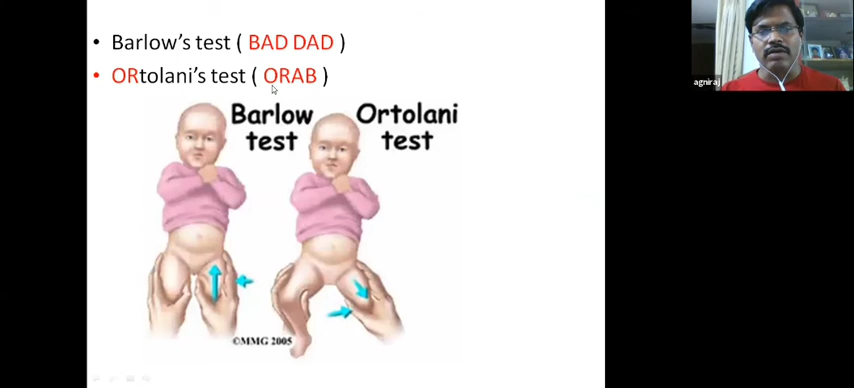 • Barlow's test ( BAD DAD )
• ORtolani's test ( ORAB )
Barlow test
Ortolani test
©MMG 2005
agniraj